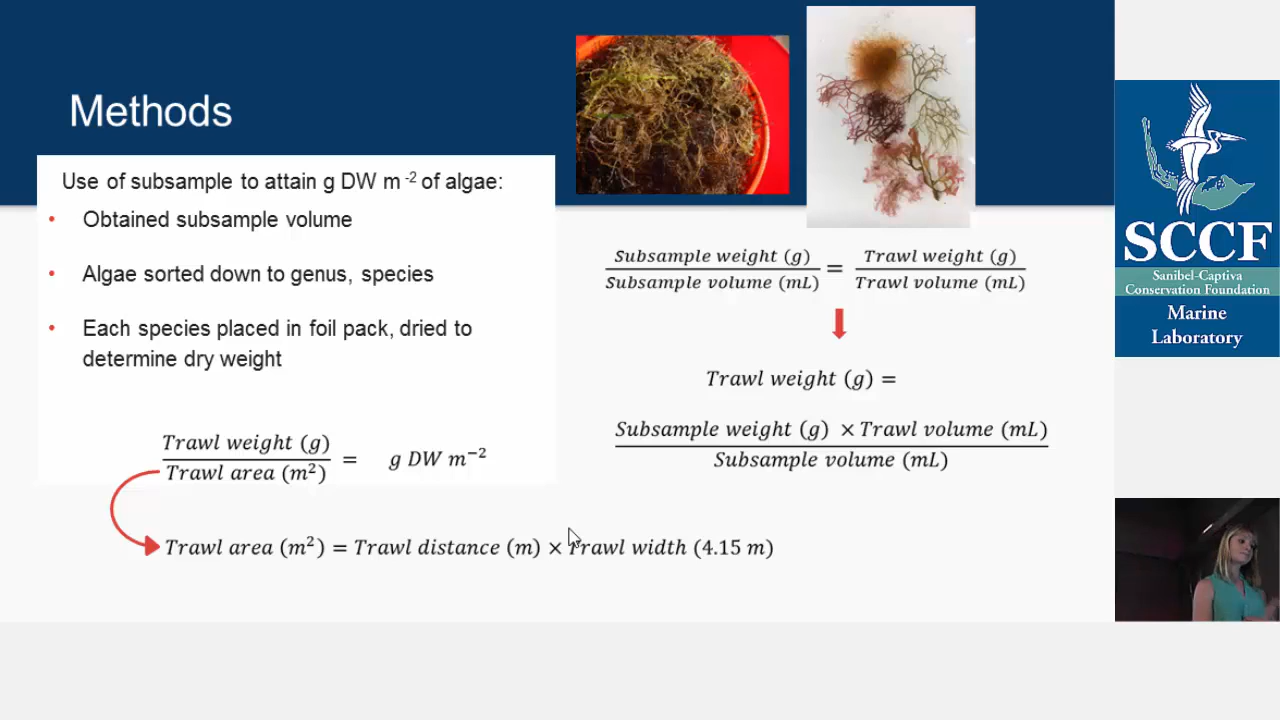 Methods
Use of subsample to attain g DW m⁻² of algae:
• Obtained subsample volume
• Algae sorted down to genus, species
• Each species placed in foil pack, dried to
determine dry weight
Trawl weight (g)
Trawl area (m²)
= g DW m⁻²
Trawl area (m²) = Trawl distance (m) × Trawl width (4.15 m)
Subsample weight (g)
Subsample volume (mL)
=
Trawl weight (g)
Trawl volume (mL)
Trawl weight (g) =
Subsample weight (g) × Trawl volume (mL)
Subsample volume (mL)
SCCF
Sanibel-Captiva
Conservation Foundation
Marine
Laboratory